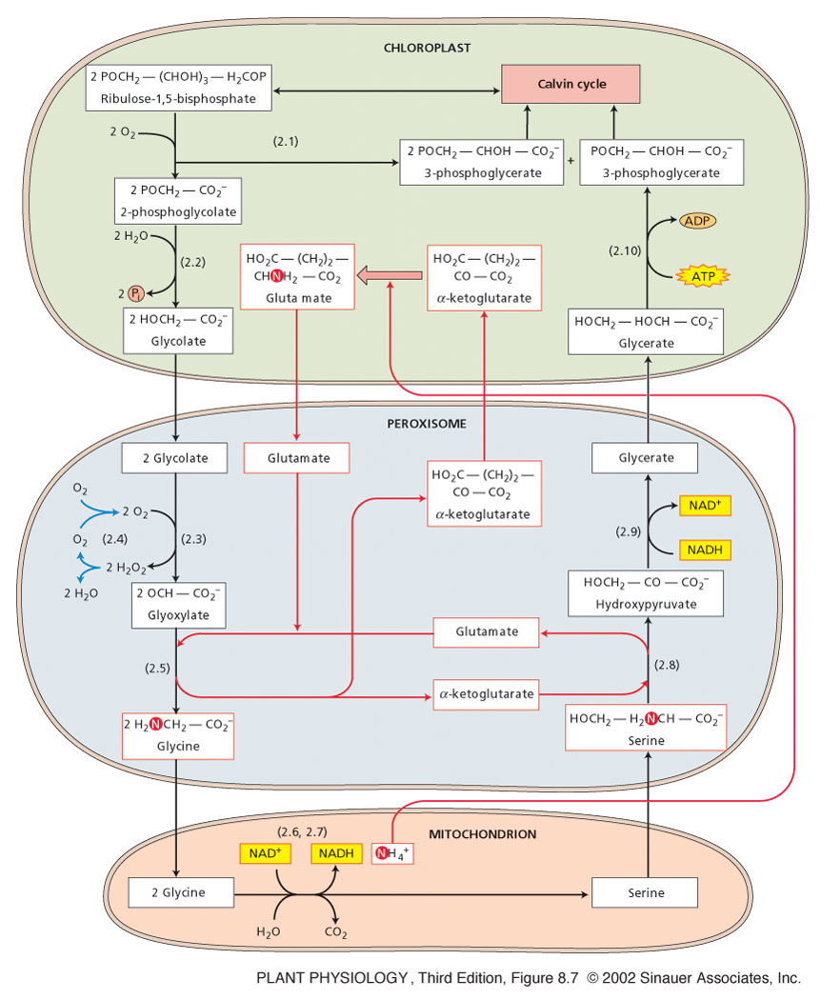 CHLOROPLAST
2 POCH₂ — (CHOH)₃ — H₂COP
Ribulose-1,5-bisphosphate
Calvin cycle
2 O₂
(2.1)
2 POCH₂ — CHOH — CO₂⁻
3-phosphoglycerate
+
POCH₂ — CHOH — CO₂⁻
3-phosphoglycerate
2 POCH₂ — CO₂⁻
2-phosphoglycolate
2 H₂O
(2.2)
2 Pi
HO₂C — (CH₂)₂ —
CHNH₂ — CO₂
Gluta mate
HO₂C — (CH₂)₂ —
CO — CO₂
α-ketoglutarate
ADP
(2.10)
ATP
2 HOCH₂ — CO₂⁻
Glycolate
HOCH₂ — HOCH — CO₂⁻
Glycerate
PEROXISOME
2 Glycolate
Glutamate
HO₂C — (CH₂)₂ —
CO — CO₂
α-ketoglutarate
Glycerate
O₂
2 O₂
O₂
(2.4)
(2.3)
2 H₂O₂
2 H₂O
NAD⁺
(2.9)
NADH
2 OCH — CO₂⁻
Glyoxylate
HOCH₂ — CO — CO₂⁻
Hydroxypyruvate
Glutamate
(2.5)
(2.8)
α-ketoglutarate
2 H₂NCH₂ — CO₂⁻
Glycine
HOCH₂ — H₂NCH — CO₂⁻
Serine
MITOCHONDRION
(2.6, 2.7)
NAD⁺
NADH
NH₄⁺
2 Glycine
Serine
H₂O
CO₂
PLANT PHYSIOLOGY, Third Edition, Figure 8.7 © 2002 Sinauer Associates, Inc.